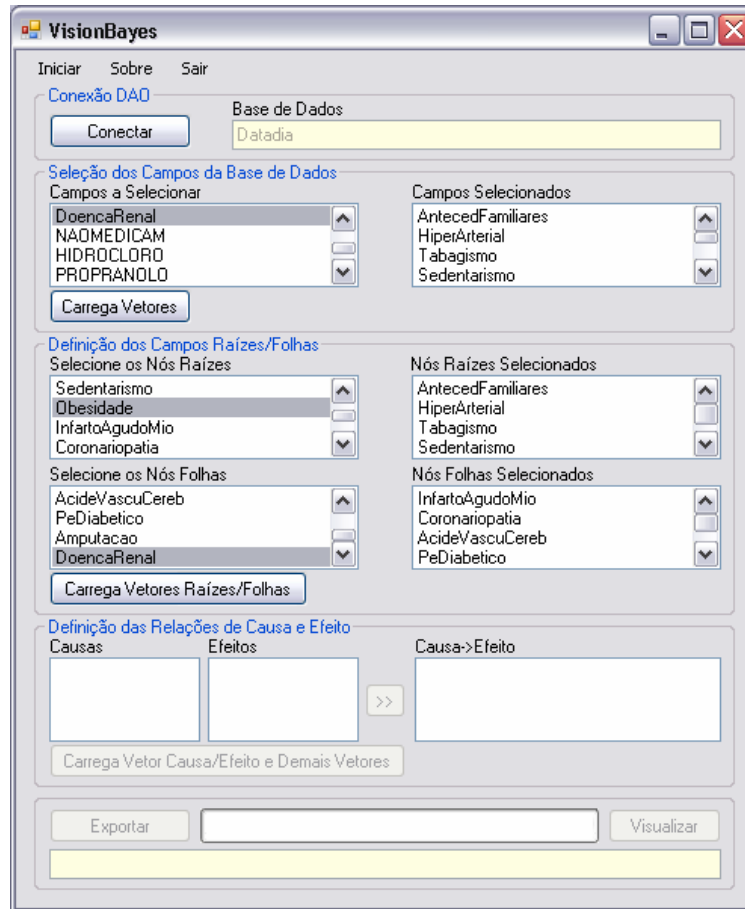 VisionBayes
Iniciar Sobre Sair
Conexão DAO
Conectar
Base de Dados
Datadia
Seleção dos Campos da Base de Dados
Campos a Selecionar
DoencaRenal
NAOMEDICAM
HIDROCLORO
PROPRANOLO
Campos Selecionados
AntecedFamiliares
HiperArterial
Tabagismo
Sedentarismo
Carrega Vetores
Definição dos Campos Raízes/Folhas
Selecione os Nós Raízes
Sedentarismo
Obesidade
InfartoAgudoMio
Coronariopatia
Nós Raízes Selecionados
AntecedFamiliares
HiperArterial
Tabagismo
Sedentarismo
Selecione os Nós Folhas
AcideVascuCereb
PeDiabetico
Amputacao
DoencaRenal
Nós Folhas Selecionados
InfartoAgudoMio
Coronariopatia
AcideVascuCereb
PeDiabetico
Carrega Vetores Raízes/Folhas
Definição das Relações de Causa e Efeito
Causas
Efeitos
>>
Causa->Efeito
Carrega Vetor Causa/Efeito e Demais Vetores
Exportar
Visualizar